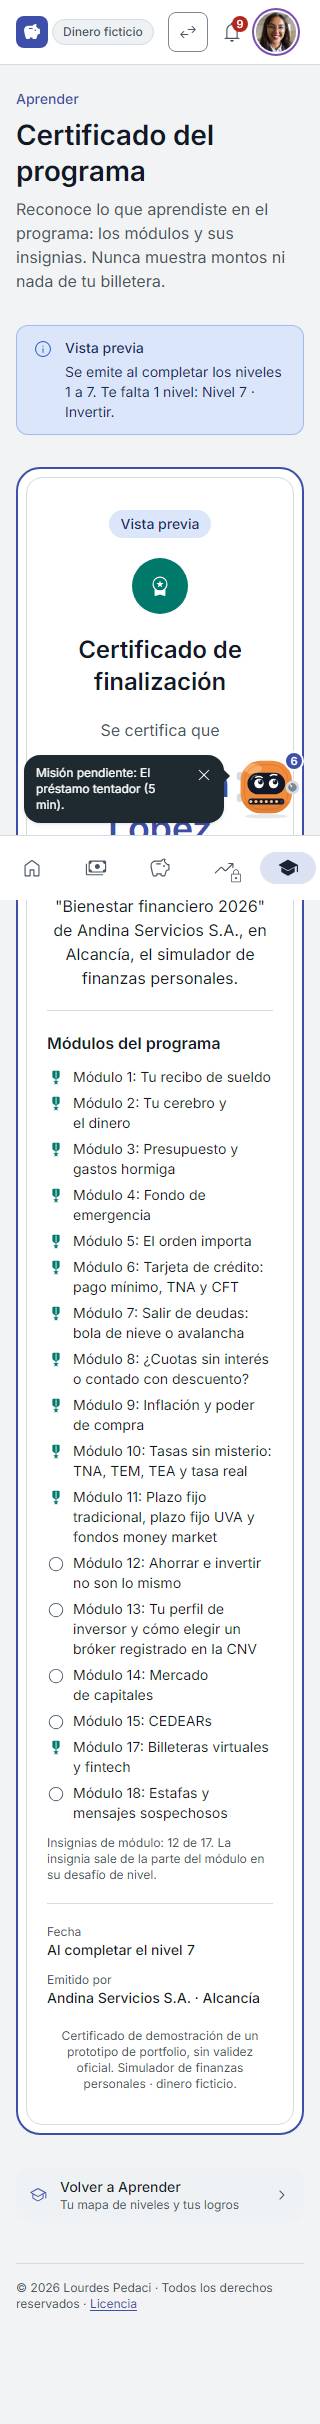 Dinero ficticio
9
Aprender
Certificado del
programa
Reconoce lo que aprendiste en el
programa: los módulos y sus
insignias. Nunca muestra montos ni
nada de tu billetera.
Vista previa
Se emite al completar los niveles
1 a 7. Te falta 1 nivel: Nivel 7 ·
Invertir.
Vista previa
Certificado de
finalización
Se certifica que
6
Misión pendiente: El
préstamo tentador (5
min).
López
"Bienestar financiero 2026"
de Andina Servicios S.A., en
Alcancía, el simulador de
finanzas personales.
Módulos del programa
Módulo 1: Tu recibo de sueldo
Módulo 2: Tu cerebro y
el dinero
Módulo 3: Presupuesto y
gastos hormiga
Módulo 4: Fondo de
emergencia
Módulo 5: El orden importa
Módulo 6: Tarjeta de crédito:
pago mínimo, TNA y CFT
Módulo 7: Salir de deudas:
bola de nieve o avalancha
Módulo 8: ¿Cuotas sin interés
o contado con descuento?
Módulo 9: Inflación y poder
de compra
Módulo 10: Tasas sin misterio:
TNA, TEM, TEA y tasa real
Módulo 11: Plazo fijo
tradicional, plazo fijo UVA y
fondos money market
Módulo 12: Ahorrar e invertir
no son lo mismo
Módulo 13: Tu perfil de
inversor y cómo elegir un
bróker registrado en la CNV
Módulo 14: Mercado
de capitales
Módulo 15: CEDEARs
Módulo 17: Billeteras virtuales
y fintech
Módulo 18: Estafas y
mensajes sospechosos
Insignias de módulo: 12 de 17. La
insignia sale de la parte del módulo en
su desafío de nivel.
Fecha
Al completar el nivel 7
Emitido por
Andina Servicios S.A. · Alcancía
Certificado de demostración de un
prototipo de portfolio, sin validez
oficial. Simulador de finanzas
personales · dinero ficticio.
Volver a Aprender
Tu mapa de niveles y tus logros
© 2026 Lourdes Pedaci · Todos los derechos
reservados · Licencia